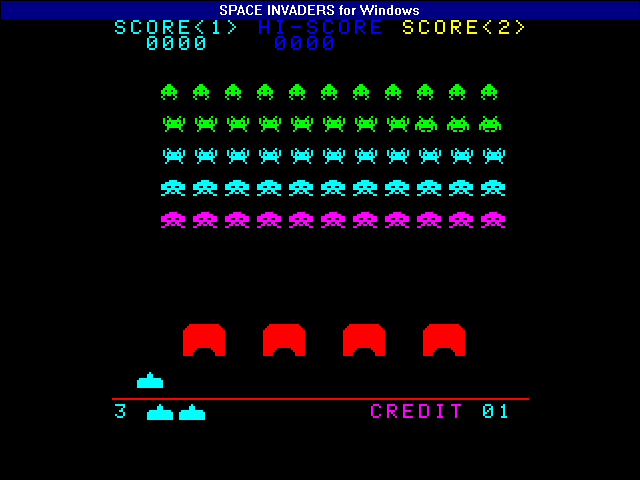 SPACE INVADERS for Windows
SCORE<1> HI-SCORE SCORE<2>
0000 0000
3 CREDIT 01